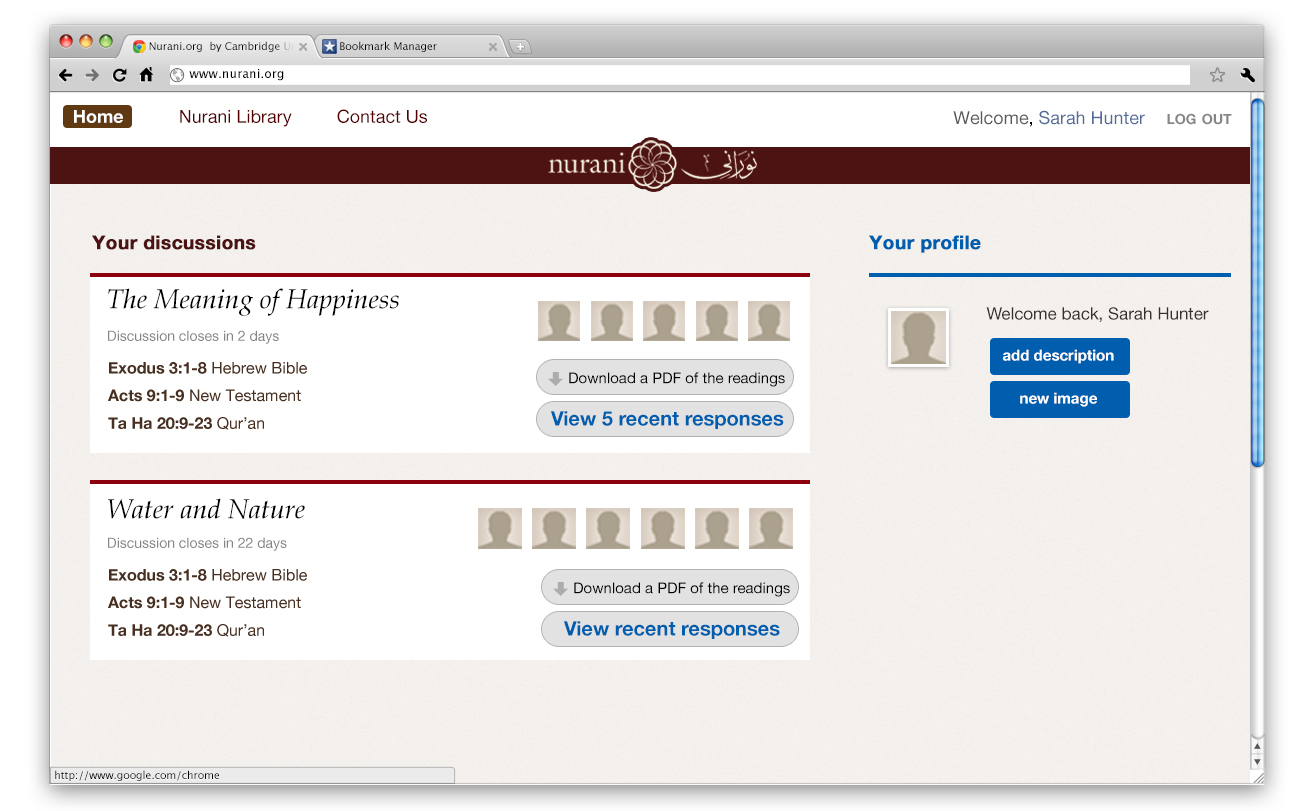 Nurani.org by Cambridge U
Bookmark Manager
www.nurani.org
Home Nurani Library Contact Us Welcome, Sarah Hunter LOG OUT
nurani نوراني
Your discussions
The Meaning of Happiness
Discussion closes in 2 days
Exodus 3:1-8 Hebrew Bible
Acts 9:1-9 New Testament
Ta Ha 20:9-23 Qur’an
Download a PDF of the readings
View 5 recent responses
Water and Nature
Discussion closes in 22 days
Exodus 3:1-8 Hebrew Bible
Acts 9:1-9 New Testament
Ta Ha 20:9-23 Qur’an
Download a PDF of the readings
View recent responses
Your profile
Welcome back, Sarah Hunter
add description
new image
http://www.google.com/chrome